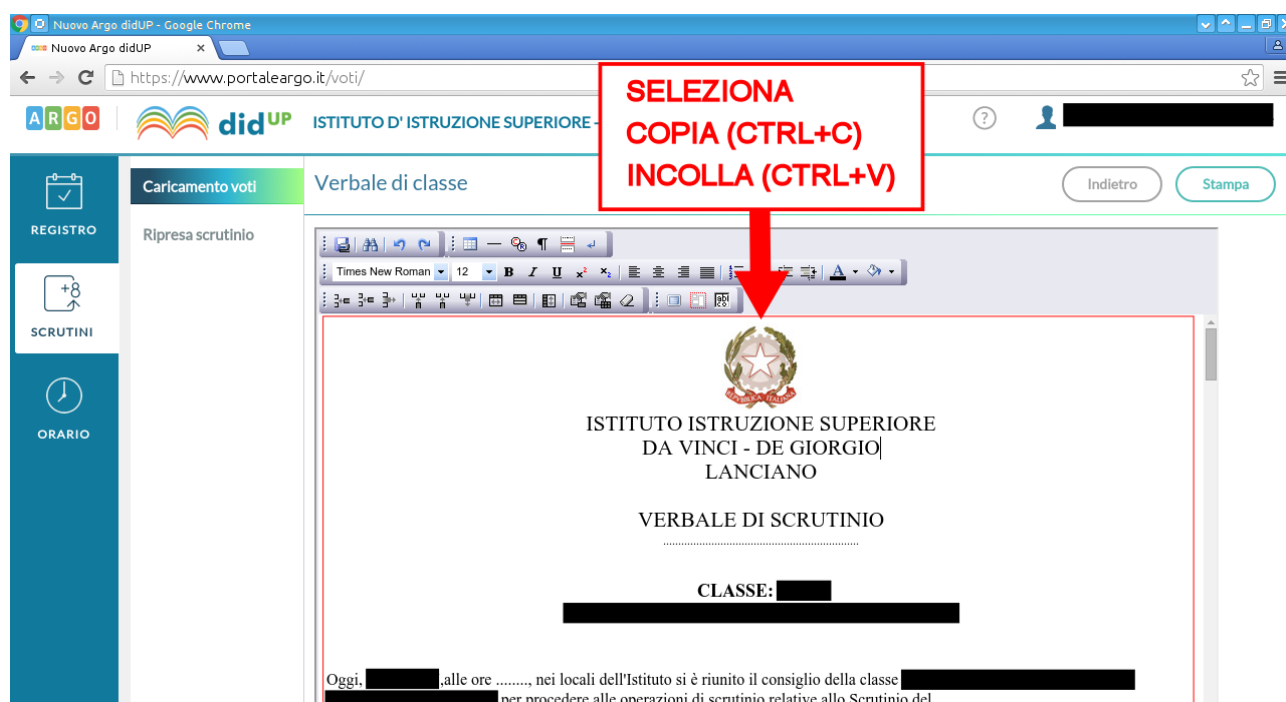 Nuovo Argo didUP - Google Chrome
Nuovo Argo didUP
https://www.portaleargo.it/voti/
SELEZIONA
COPIA (CTRL+C)
INCOLLA (CTRL+V)
ARGO
didUP
ISTITUTO D' ISTRUZIONE SUPERIORE -
?
REGISTRO
SCRUTINI
ORARIO
Caricamento voti
Ripresa scrutinio
Verbale di classe
Indietro
Stampa
Times New Roman 12
ISTITUTO ISTRUZIONE SUPERIORE
DA VINCI - DE GIORGIO
LANCIANO
VERBALE DI SCRUTINIO
CLASSE:
Oggi, ,alle ore ........, nei locali dell'Istituto si è riunito il consiglio della classe
per procedere alle operazioni di scrutinio relative allo Scrutinio del